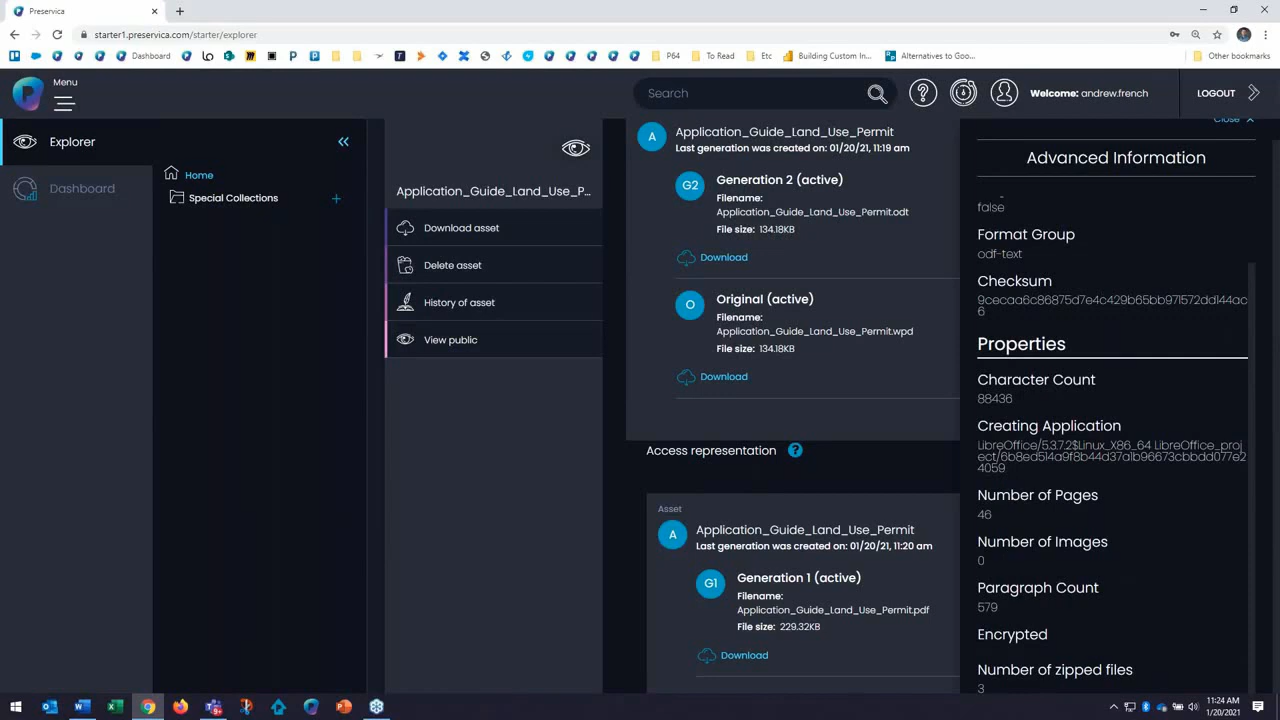 Preservica
starter1.preservica.com/starter/explorer
Dashboard
P64
To Read
Etc
Building Custom In...
Alternatives to Goo...
Other bookmarks
Menu
Search
Welcome: andrew.french
LOGOUT
Explorer
Dashboard
Home
Special Collections
Application_Guide_Land_Use_P...
Download asset
Delete asset
History of asset
View public
A
Application_Guide_Land_Use_Permit
Last generation was created on: 01/20/21, 11:19 am
G2
Generation 2 (active)
Filename:
Application_Guide_Land_Use_Permit.odt
File size: 134.18KB
Download
O
Original (active)
Filename:
Application_Guide_Land_Use_Permit.wpd
File size: 134.18KB
Download
Access representation ?
Asset
A
Application_Guide_Land_Use_Permit
Last generation was created on: 01/20/21, 11:20 am
G1
Generation 1 (active)
Filename:
Application_Guide_Land_Use_Permit.pdf
File size: 229.32KB
Download
Close
Advanced Information
false
Format Group
odf-text
Checksum
9cecaa6c86875d7e4c429b65bb971572dd144ac
6
Properties
Character Count
88436
Creating Application
LibreOffice/5.3.7.2$Linux_X86_64 LibreOffice_proj
ect/6b8ed514a9f8b44d37a1b96673cbbdd077e2
4059
Number of Pages
46
Number of Images
0
Paragraph Count
579
Encrypted
Number of zipped files
3
11:24 AM
1/20/2021